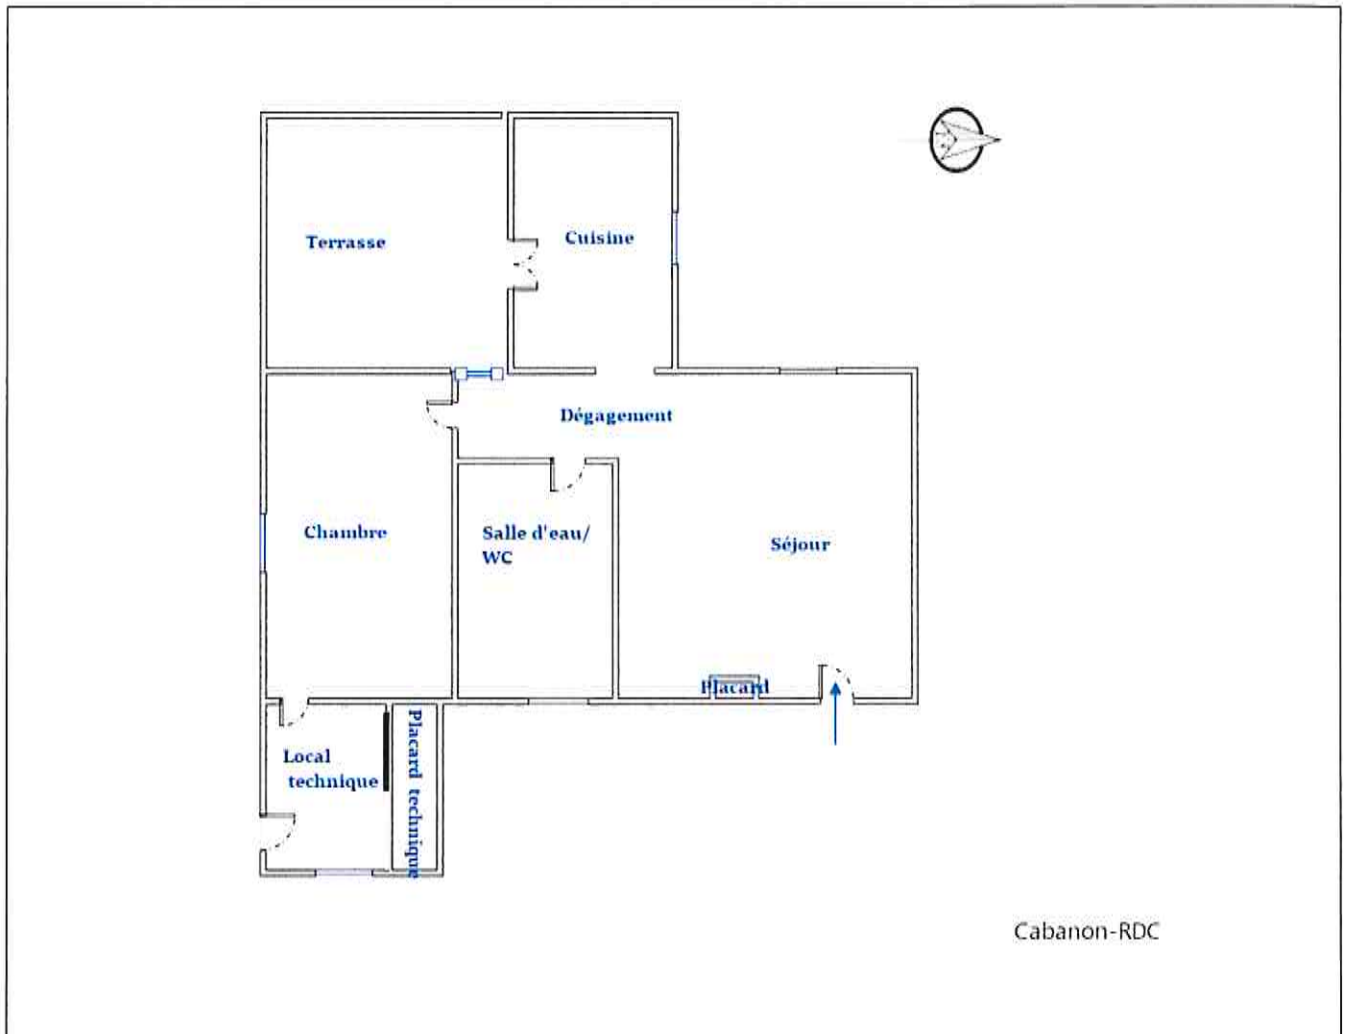 Terrasse
Cuisine
Dégagement
Chambre
Salle d'eau/
WC
Séjour
Placard
Local
technique
Placard technique
Cabanon-RDC